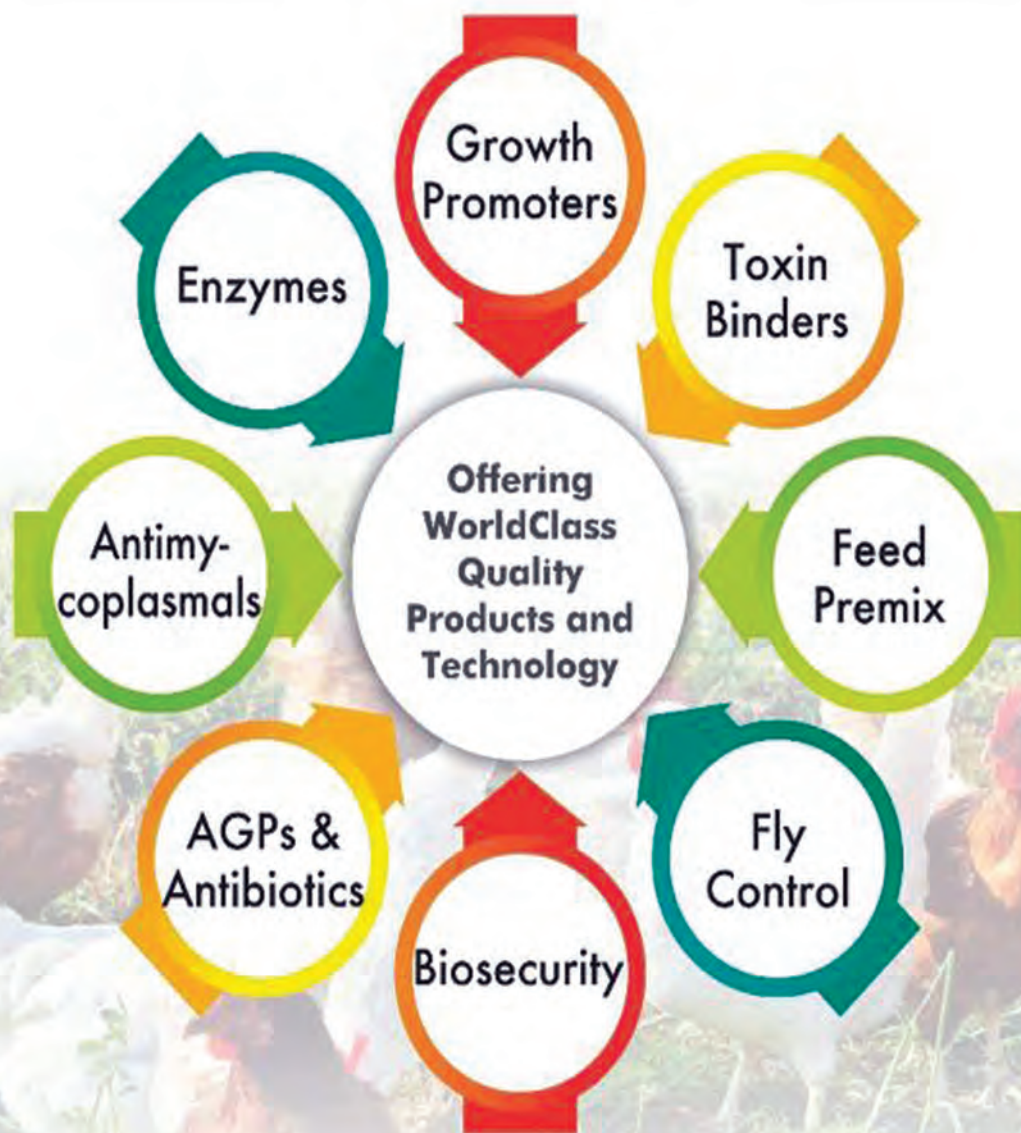 Growth
Promoters
Toxin
Binders
Feed
Premix
Fly
Control
Biosecurity
AGPs &
Antibiotics
Antimy-
coplasmals
Enzymes
Offering
WorldClass
Quality
Products and
Technology